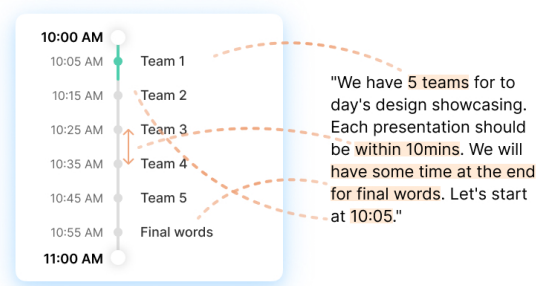 10:00 AM
10:05 AM Team 1
10:15 AM Team 2
10:25 AM Team 3
10:35 AM Team 4
10:45 AM Team 5
10:55 AM Final words
11:00 AM
"We have 5 teams for to
day's design showcasing.
Each presentation should
be within 10mins. We will
have some time at the end
for final words. Let's start
at 10:05."